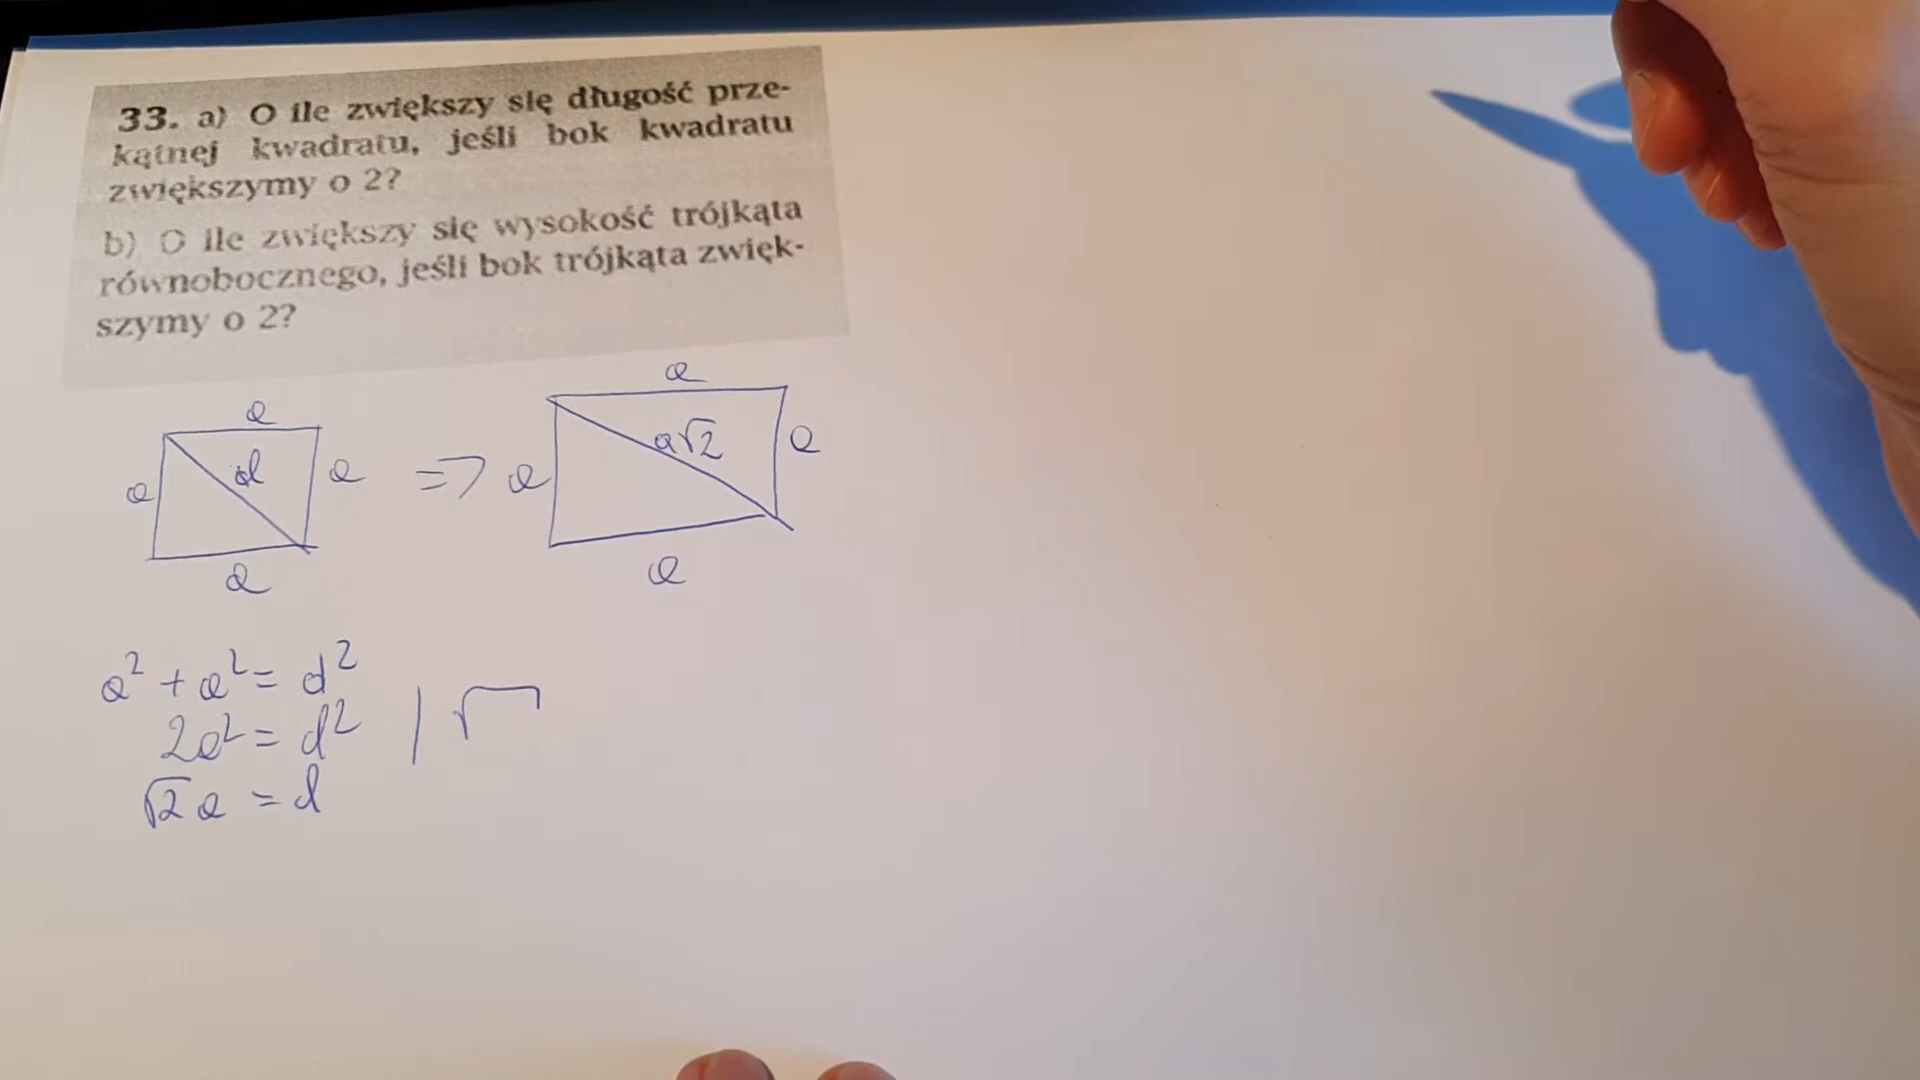 33. a) O ile zwiększy się długość prze-
kątnej kwadratu, jeśli bok kwadratu
zwiększymy o 2?
b) O ile zwiększy się wysokość trójkąta
równobocznego, jeśli bok trójkąta zwięk-
szymy o 2?
a
a d a
a
=>
a
a a√2 a
a
a² + a² = d²
2a² = d² | √
√2 a = d